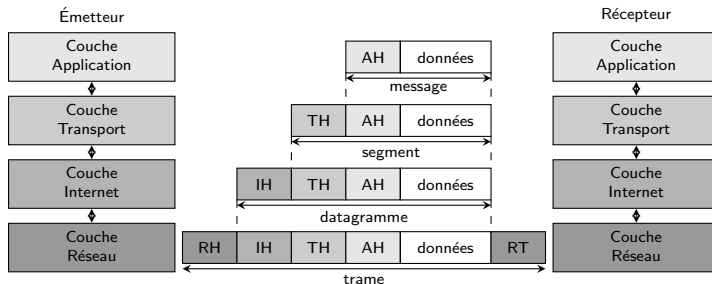 Émetteur
Récepteur
Couche
Application
AH données
message
Couche
Application
Couche
Transport
TH AH données
segment
Couche
Transport
Couche
Internet
IH TH AH données
datagramme
Couche
Internet
Couche
Réseau
RH IH TH AH données RT
trame
Couche
Réseau